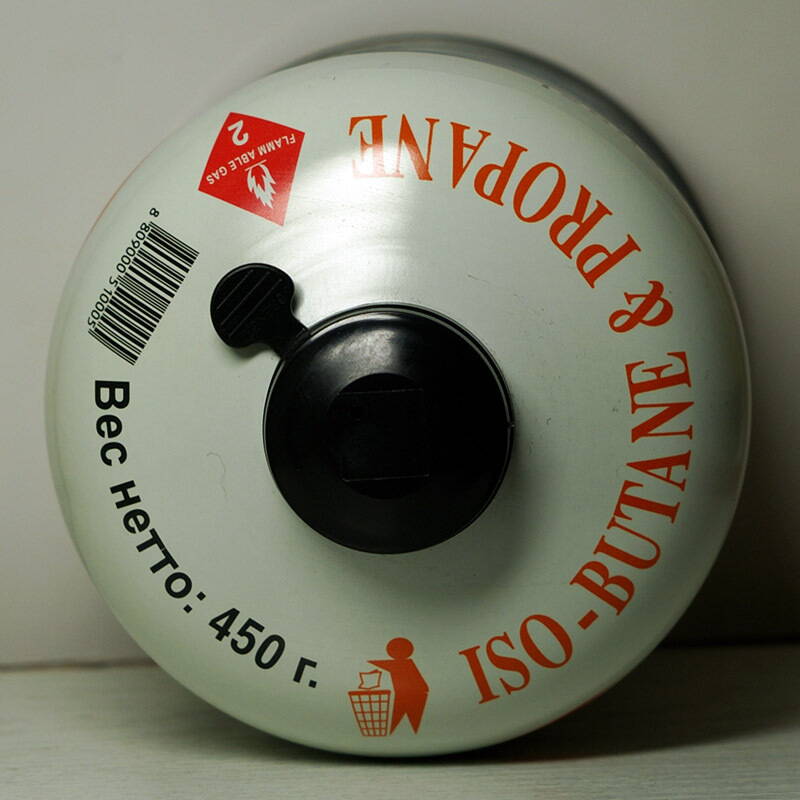 ISO-BUTANE & PROPANE
FLAMM ABLE GAS
2
8 809000 510005
Вес нетто: 450 г.